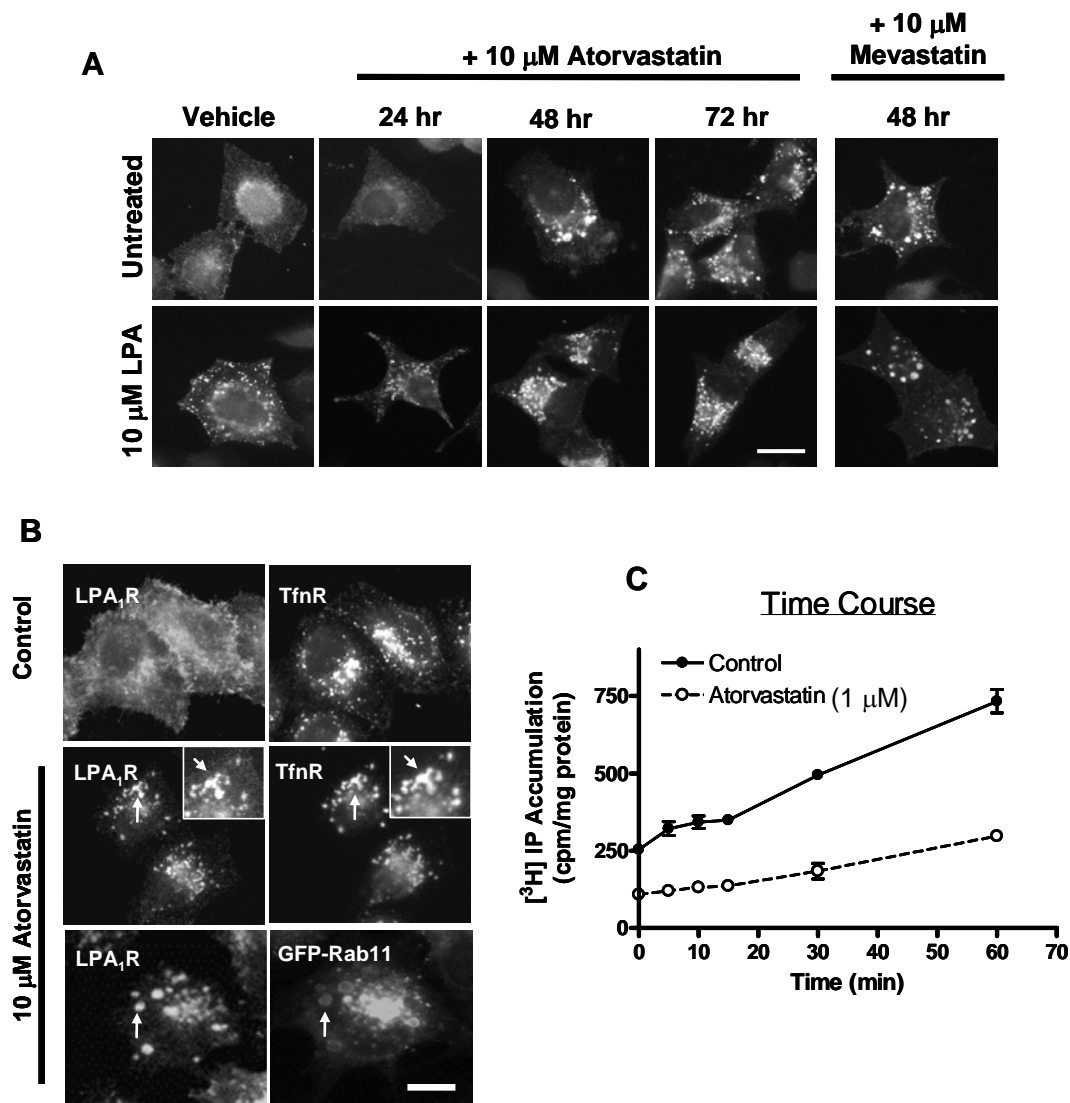 A
+ 10 μM Atorvastatin
+ 10 μM
Mevastatin
Vehicle
24 hr
48 hr
72 hr
48 hr
Untreated
10 μM LPA
B
Control
LPA1R
TfnR
10 μM Atorvastatin
LPA1R
TfnR
LPA1R
GFP-Rab11
C
Time Course
Control
Atorvastatin (1 μM)
[3H] IP Accumulation
(cpm/mg protein)
750
500
250
0
0 10 20 30 40 50 60 70
Time (min)